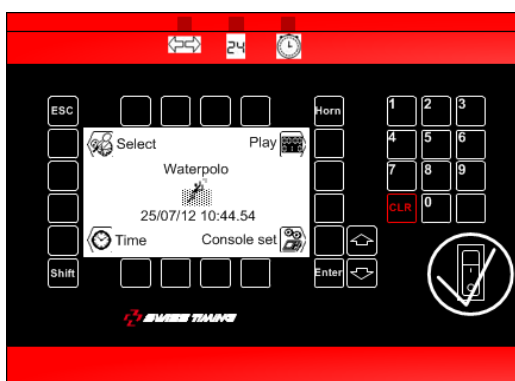 24
ESC
Horn
1 2 3
Select Play
4 5 6
Waterpolo
7 8 9
25/07/12 10:44.54
CLR 0
Time Console set
Shift
Enter
SWISS TIMING